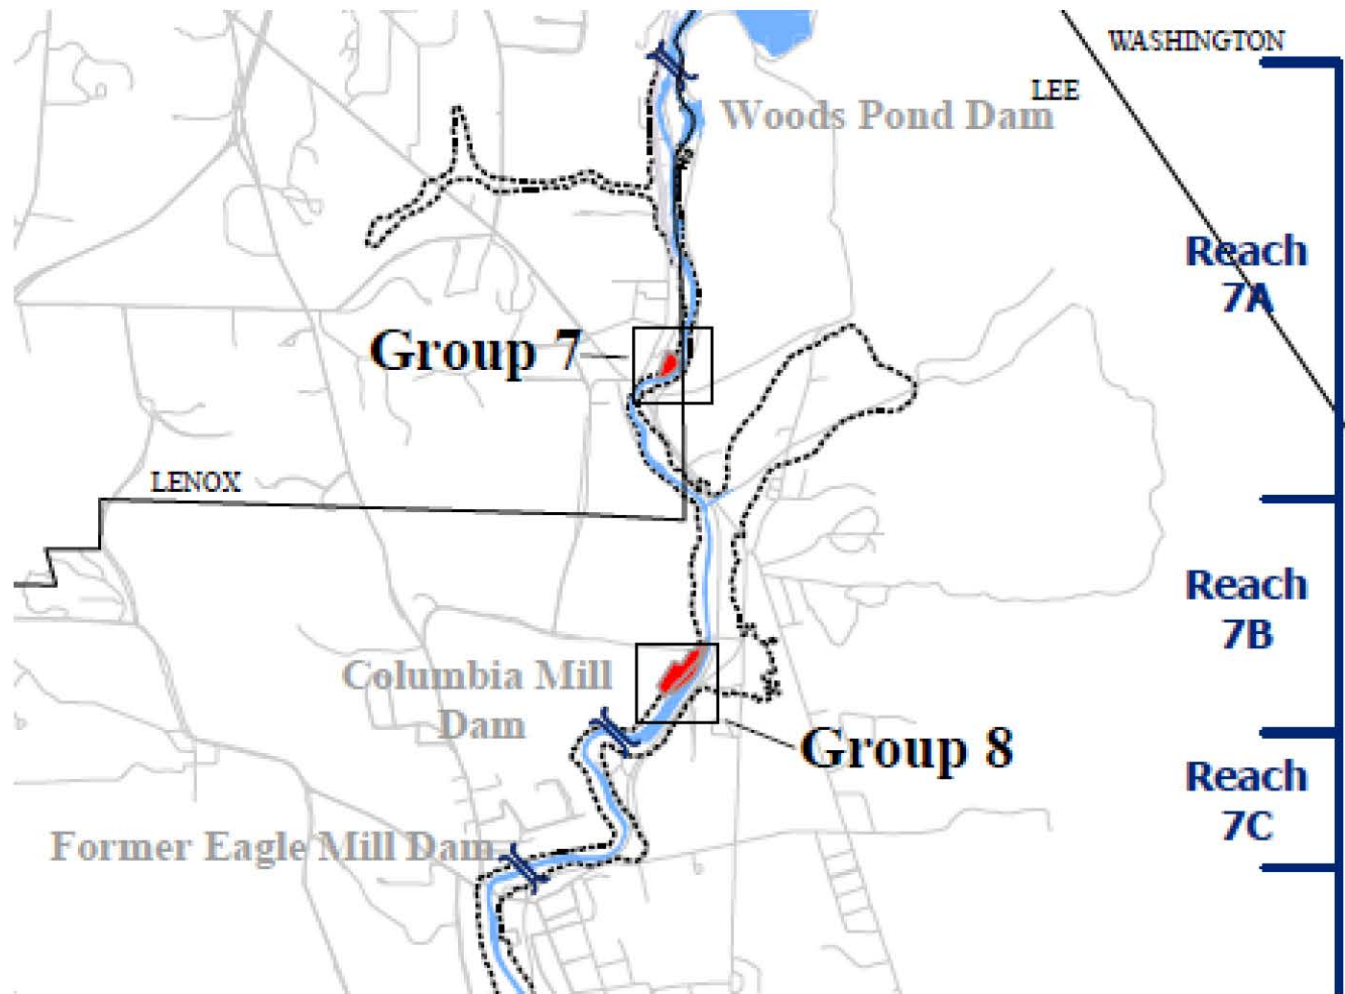 WASHINGTON
LEE
Woods Pond Dam
Reach
7A
Group 7
LENOX
Reach
7B
Columbia Mill
Dam
Group 8
Reach
7C
Former Eagle Mill Dam